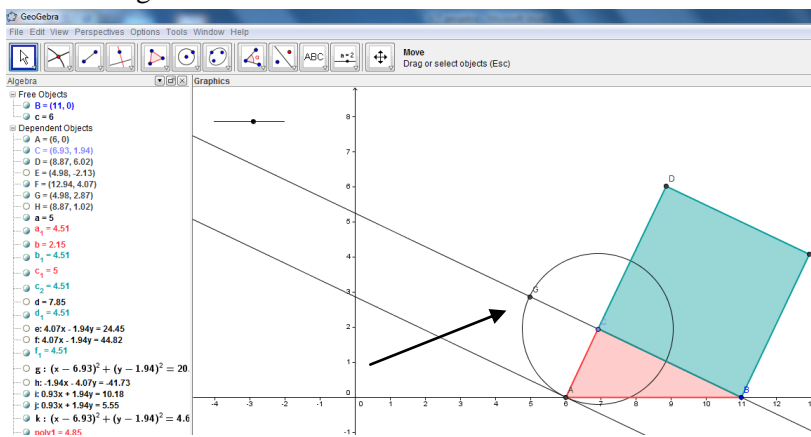 GeoGebra
File Edit View Perspectives Options Tools Window Help
ABC
a = 2
Move
Drag or select objects (Esc)
Algebra
Graphics
Free Objects
B = (11, 0)
c = 6
Dependent Objects
A = (6, 0)
C = (6.93, 1.94)
D = (8.87, 6.02)
E = (4.98, -2.13)
F = (12.94, 4.07)
G = (4.98, 2.87)
H = (8.87, 1.02)
a = 5
a₁ = 4.51
b = 2.15
b₁ = 4.51
c₁ = 5
c₂ = 4.51
d = 7.85
d₁ = 4.51
e: 4.07x - 1.94y = 24.45
f: 4.07x - 1.94y = 44.82
f₁ = 4.51
g : (x − 6.93)² + (y − 1.94)² = 20.
h: -1.94x - 4.07y = -41.73
i: 0.93x + 1.94y = 10.18
j: 0.93x + 1.94y = 5.55
k : (x − 6.93)² + (y − 1.94)² = 4.6
poly1 = 4.85
8
7
6
5
4
3
2
1
0
-1
-4 -3 -2 -1 0 1 2 3 4 5 6 7 8 9 10 11 12
D
G
A
B